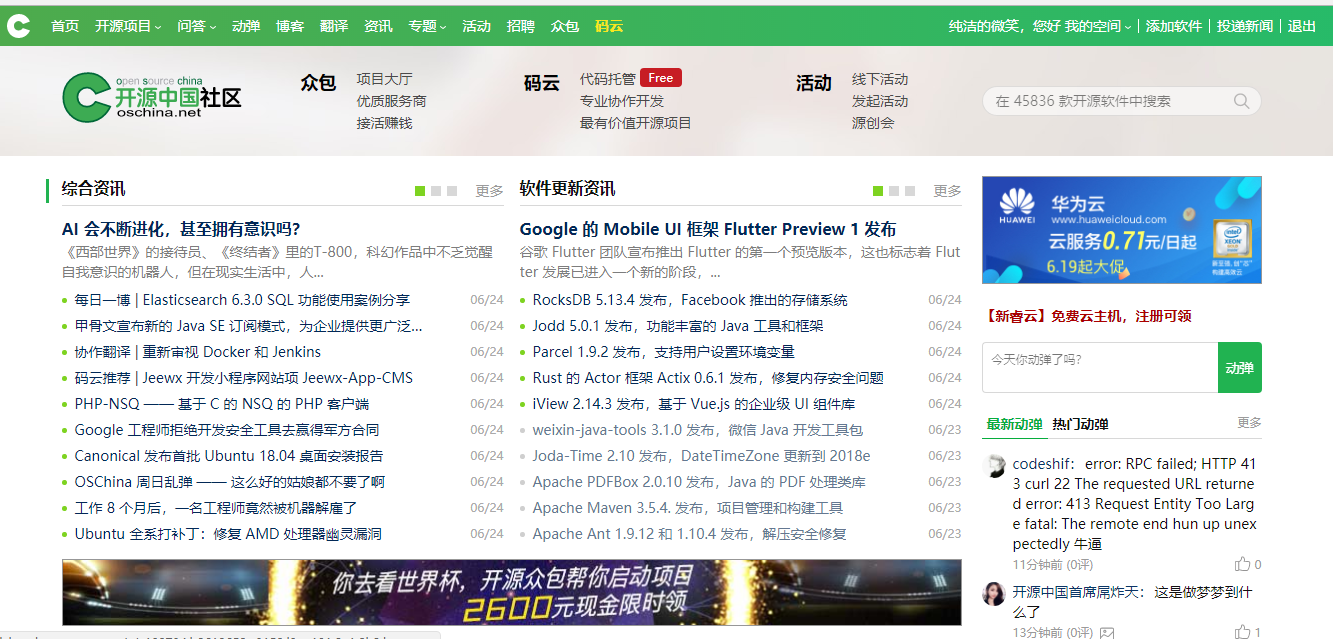 首页 开源项目 问答 动弹 博客 翻译 资讯 专题 活动 招聘 众包 码云 纯洁的微笑，您好 我的空间 | 添加软件 | 投递新闻 | 退出
open source china
开源中国社区
oschina.net
众包
项目大厅
优质服务商
接活赚钱
码云
代码托管 Free
专业协作开发
最有价值开源项目
活动
线下活动
发起活动
源创会
在 45836 款开源软件中搜索
综合资讯 更多
AI 会不断进化，甚至拥有意识吗?
《西部世界》的接待员、《终结者》里的T-800，科幻作品中不乏觉醒
自我意识的机器人，但在现实生活中，人...
每日一博 | Elasticsearch 6.3.0 SQL 功能使用案例分享 06/24
甲骨文宣布新的 Java SE 订阅模式，为企业提供更广泛... 06/24
协作翻译 | 重新审视 Docker 和 Jenkins 06/24
码云推荐 | Jeewx 开发小程序网站项 Jeewx-App-CMS 06/24
PHP-NSQ —— 基于 C 的 NSQ 的 PHP 客户端 06/24
Google 工程师拒绝开发安全工具去赢得军方合同 06/24
Canonical 发布首批 Ubuntu 18.04 桌面安装报告 06/24
OSChina 周日乱弹 —— 这么好的姑娘都不要了啊 06/24
工作 8 个月后，一名工程师竟然被机器解雇了 06/24
Ubuntu 全系打补丁：修复 AMD 处理器幽灵漏洞 06/24
软件更新资讯 更多
Google 的 Mobile UI 框架 Flutter Preview 1 发布
谷歌 Flutter 团队宣布推出 Flutter 的第一个预览版本，这也标志着 Flut
ter 发展已进入一个新的阶段，...
RocksDB 5.13.4 发布，Facebook 推出的存储系统 06/24
Jodd 5.0.1 发布，功能丰富的 Java 工具和框架 06/24
Parcel 1.9.2 发布，支持用户设置环境变量 06/24
Rust 的 Actor 框架 Actix 0.6.1 发布，修复内存安全问题 06/24
iView 2.14.3 发布，基于 Vue.js 的企业级 UI 组件库 06/24
weixin-java-tools 3.1.0 发布，微信 Java 开发工具包 06/23
Joda-Time 2.10 发布，DateTimeZone 更新到 2018e 06/23
Apache PDFBox 2.0.10 发布，Java 的 PDF 处理类库 06/23
Apache Maven 3.5.4. 发布，项目管理和构建工具 06/23
Apache Ant 1.9.12 和 1.10.4 发布，解压安全修复 06/23
你去看世界杯，开源众包帮你启动项目
2600元现金限时领
HUAWEI
华为云
www.huaweicloud.com
云服务0.71元/日起
6.19起大促
intel
XEON
GOLD
构建高效云
【新睿云】免费云主机，注册可领
今天你动弹了吗?
动弹
最新动弹 热门动弹 更多
codeshif：error: RPC failed; HTTP 41
3 curl 22 The requested URL returne
d error: 413 Request Entity Too Larg
e fatal: The remote end hun up unex
pectedly 牛逼
11分钟前 (0评) 0
开源中国首席屌炸天：这是做梦梦到什
么了
13分钟前 (0评) 1